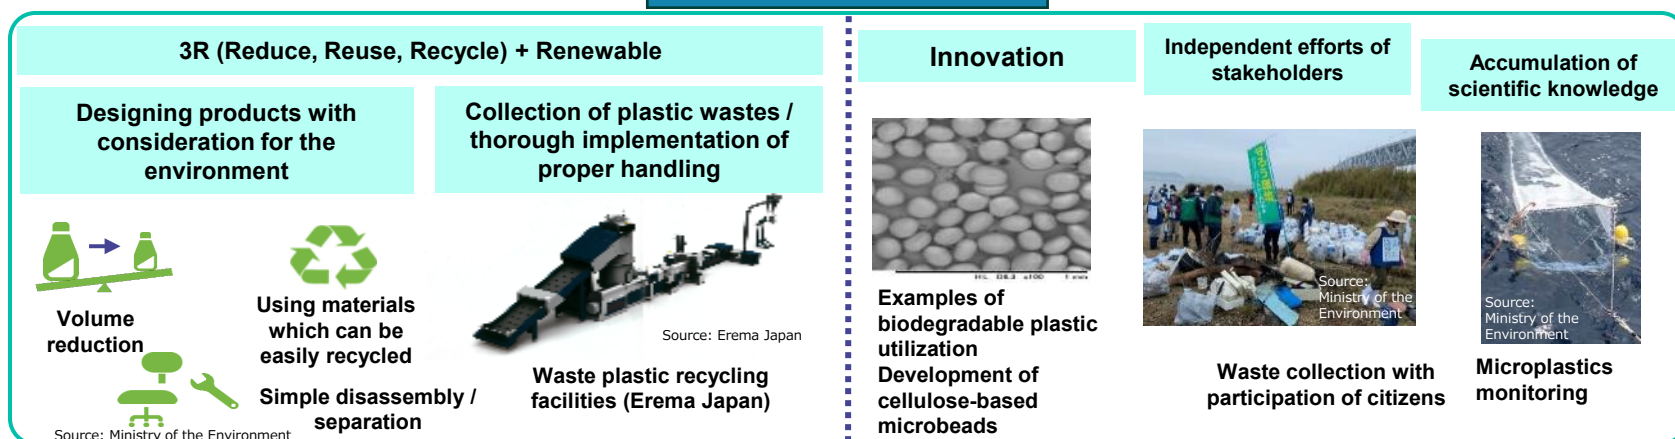 3R (Reduce, Reuse, Recycle) + Renewable
Designing products with
consideration for the
environment
Volume
reduction
Using materials
which can be
easily recycled
Simple disassembly /
separation
Source: Ministry of the Environment
Collection of plastic wastes /
thorough implementation of
proper handling
Source: Erema Japan
Waste plastic recycling
facilities (Erema Japan)
Innovation
1 mm
Examples of
biodegradable plastic
utilization
Development of
cellulose-based
microbeads
Independent efforts of
stakeholders
Source:
Ministry of the
Environment
Waste collection with
participation of citizens
Accumulation of
scientific knowledge
Source:
Ministry of the
Environment
Microplastics
monitoring